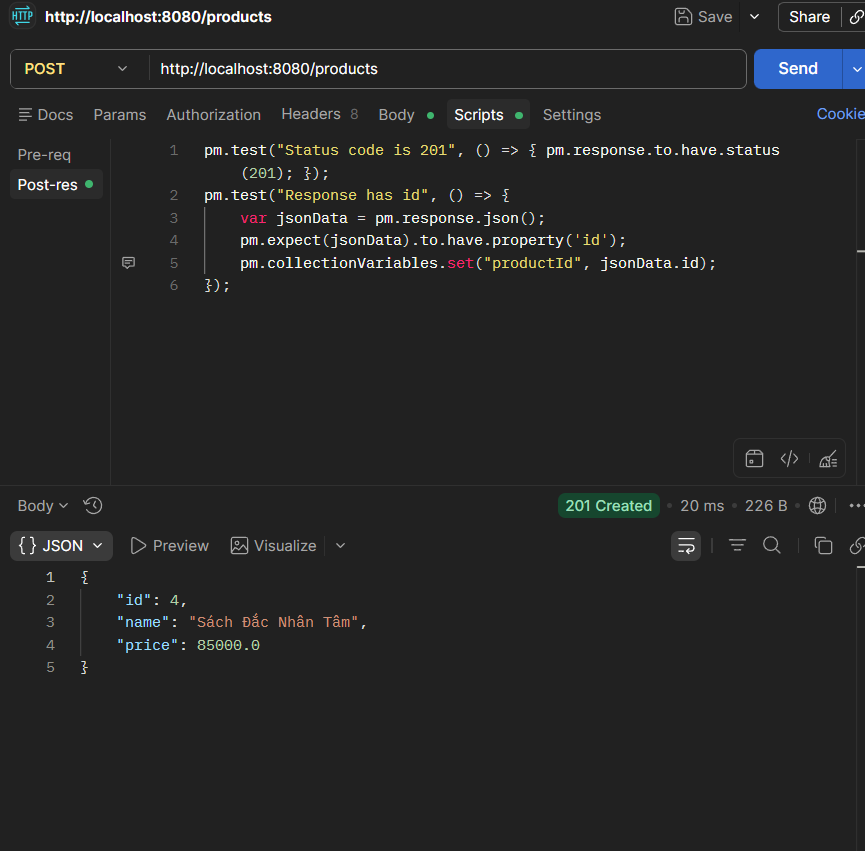 HTTP http://localhost:8080/products Save Share
POST http://localhost:8080/products Send
Docs Params Authorization Headers 8 Body Scripts Settings Cookie
Pre-req
Post-res
1 pm.test("Status code is 201", () => { pm.response.to.have.status
(201); });
2 pm.test("Response has id", () => {
3 var jsonData = pm.response.json();
4 pm.expect(jsonData).to.have.property('id');
5 pm.collectionVariables.set("productId", jsonData.id);
6 });
Body 201 Created • 20 ms • 226 B •
{} JSON Preview Visualize
1 {
2 "id": 4,
3 "name": "Sách Đắc Nhân Tâm",
4 "price": 85000.0
5 }